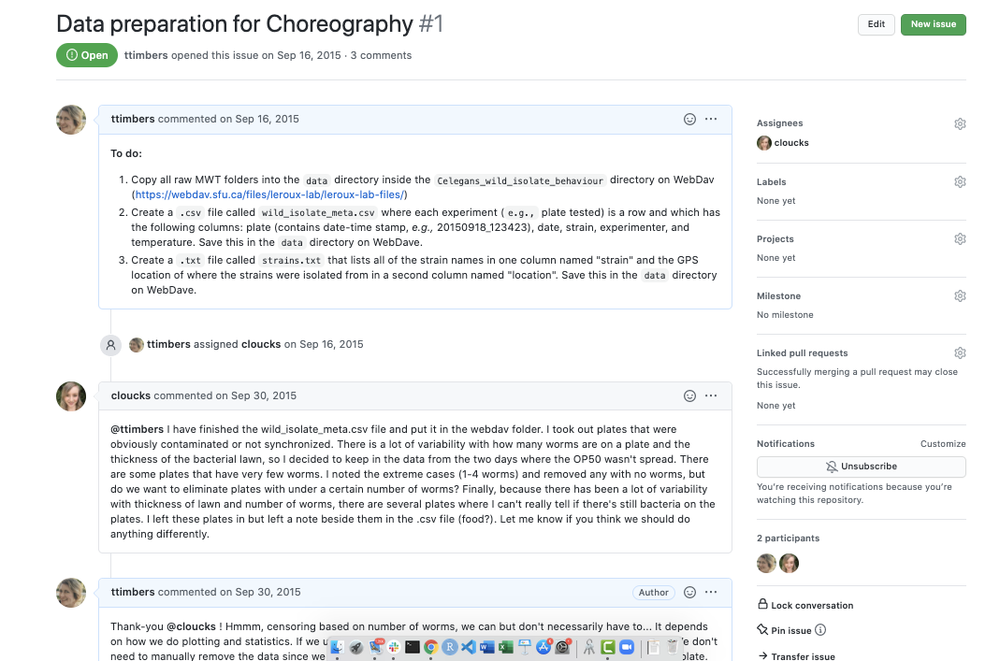 Data preparation for Choreography #1
Edit
New issue
Open
ttimbers opened this issue on Sep 16, 2015 · 3 comments
ttimbers commented on Sep 16, 2015
To do:
1. Copy all raw MWT folders into the data directory inside the Celegans_wild_isolate_behaviour directory on WebDav
(https://webdav.sfu.ca/files/leroux-lab/leroux-lab-files/)
2. Create a .csv file called wild_isolate_meta.csv where each experiment ( e.g., plate tested) is a row and which has
the following columns: plate (contains date-time stamp, e.g., 20150918_123423), date, strain, experimenter, and
temperature. Save this in the data directory on WebDave.
3. Create a .txt file called strains.txt that lists all of the strain names in one column named "strain" and the GPS
location of where the strains were isolated from in a second column named "location". Save this in the data directory
on WebDave.
ttimbers assigned cloucks on Sep 16, 2015
cloucks commented on Sep 30, 2015
@ttimbers I have finished the wild_isolate_meta.csv file and put it in the webdav folder. I took out plates that were
obviously contaminated or not synchronized. There is a lot of variability with how many worms are on a plate and the
thickness of the bacterial lawn, so I decided to keep in the data from the two days where the OP50 wasn't spread. There
are some plates that have very few worms. I noted the extreme cases (1-4 worms) and removed any with no worms, but
do we want to eliminate plates with under a certain number of worms? Finally, because there has been a lot of variability
with thickness of lawn and number of worms, there are several plates where I can't really tell if there's still bacteria on the
plates. I left these plates in but left a note beside them in the .csv file (food?). Let me know if you think we should do
anything differently.
ttimbers commented on Sep 30, 2015
Author
Thank-you @cloucks ! Hmmm, censoring based on number of worms, we can but don't necessarily have to... It depends
on how we do plotting and statistics. If we
don't
need to manually remove the data since we
plate.
Assignees
cloucks
Labels
None yet
Projects
None yet
Milestone
No milestone
Linked pull requests
Successfully merging a pull request may close
this issue.
None yet
Notifications
Customize
Unsubscribe
You're receiving notifications because you're
watching this repository.
2 participants
Lock conversation
Pin issue
Transfer issue